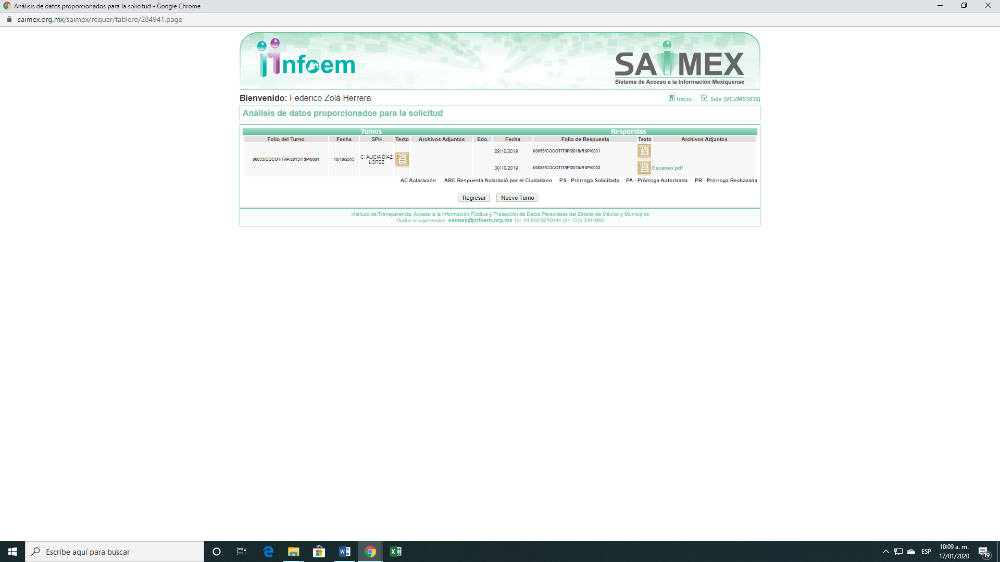 Análisis de datos proporcionados para la solicitud - Google Chrome
saimex.org.mx/saimex/requer/tablero/284941.page
infoem
SAIMEX
Sistema de Acceso a la Información Mexiquense
Bienvenido: Federico Zolá Herrera
Inicio Salir [VCZMS3030]
Análisis de datos proporcionados para la solicitud
Turnos Respuestas
Folio del Turno Fecha SPH Texto Archivos Adjuntos Edo. Fecha Folio de Respuesta Texto Archivos Adjuntos
00099/COCOTIT/IP/2019/TSP/0001 10/10/2019 C. ALICIA DÌAZ LÓPEZ
29/10/2019 00099/COCOTIT/IP/2019/RSP/0001
30/10/2019 00099/COCOTIT/IP/2019/RSP/0002 Escaneo.pdf
AC Aclaración ARC Respuesta Aclaració por el Ciudadano PS - Prórroga Solicitada PA - Prórroga Autorizada PR - Prórroga Rechazada
Regresar Nuevo Turno
Instituto de Transparencia, Acceso a la Información Pública y Protección de Datos Personales del Estado de México y Municipios
Dudas o sugerencias: saimex@infoem.org.mx Tel. 01 800 8210441 (01 722) 2261980
Escribe aquí para buscar
ESP
10:09 a. m.
17/01/2020
19